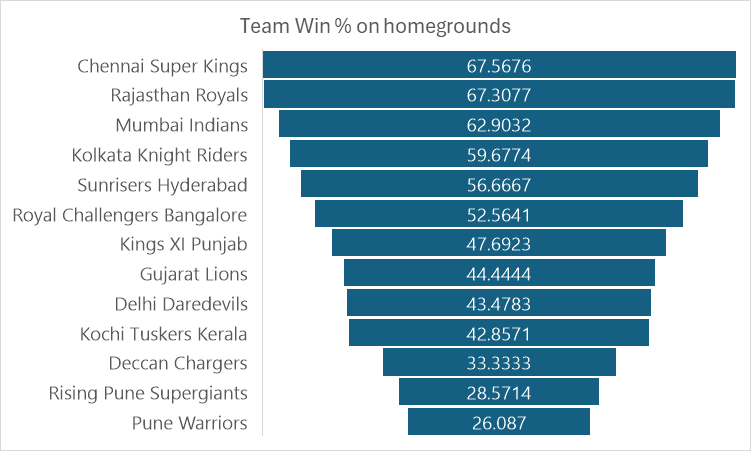 Team Win % on homegrounds
Chennai Super Kings 67.5676
Rajasthan Royals 67.3077
Mumbai Indians 62.9032
Kolkata Knight Riders 59.6774
Sunrisers Hyderabad 56.6667
Royal Challengers Bangalore 52.5641
Kings XI Punjab 47.6923
Gujarat Lions 44.4444
Delhi Daredevils 43.4783
Kochi Tuskers Kerala 42.8571
Deccan Chargers 33.3333
Rising Pune Supergiants 28.5714
Pune Warriors 26.087